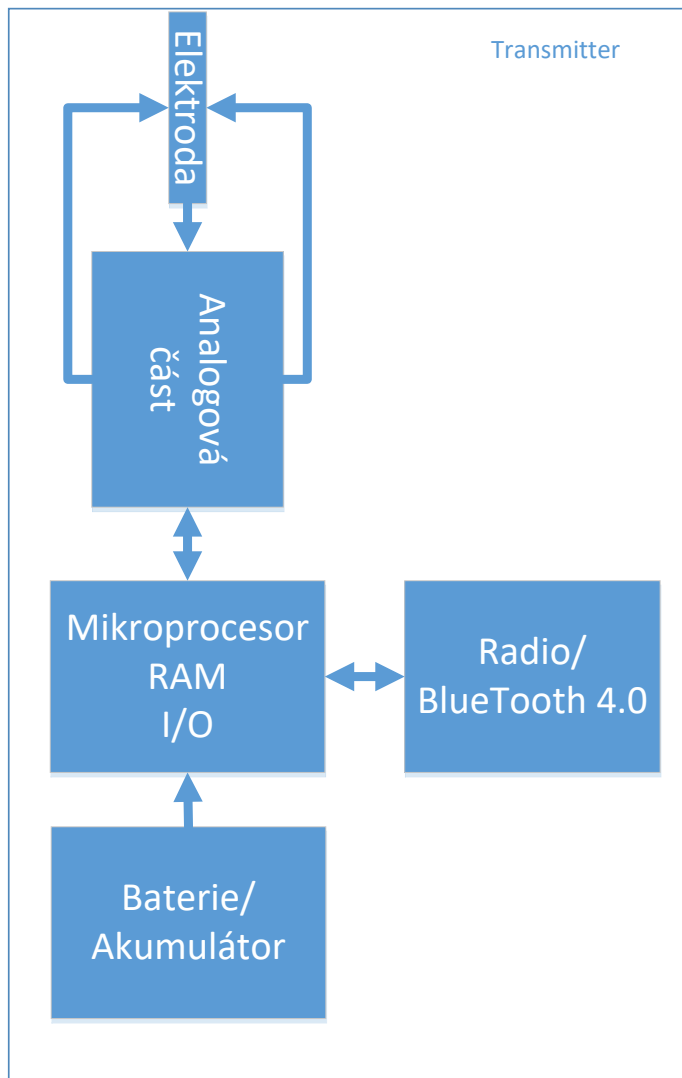 Transmitter
Elektroda
Analogová
část
Mikroprocesor
RAM
I/O
Radio/
BlueTooth 4.0
Baterie/
Akumulátor